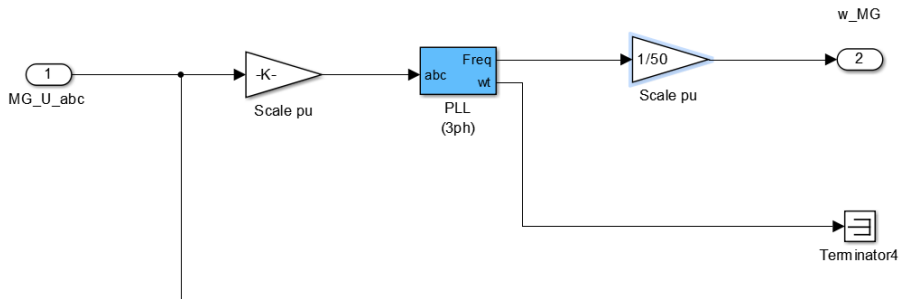 w_MG
1
MG_U_abc
-K-
Scale pu
abc
Freq
wt
PLL
(3ph)
1/50
Scale pu
2
Terminator4